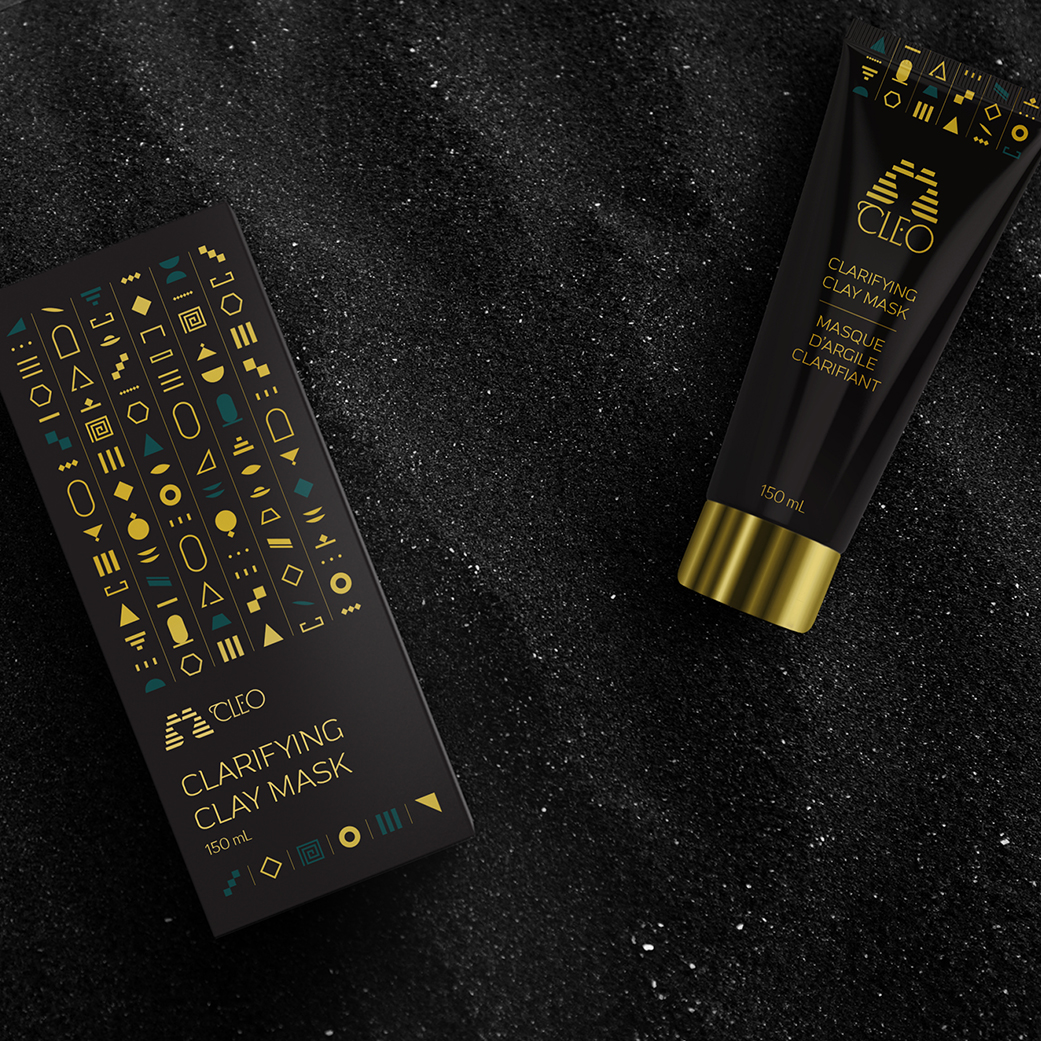 CLEO
CLARIFYING
CLAY MASK
150 mL
CLEO
CLARIFYING
CLAY MASK
MASQUE
D'ARGILE
CLARIFIANT
150 mL